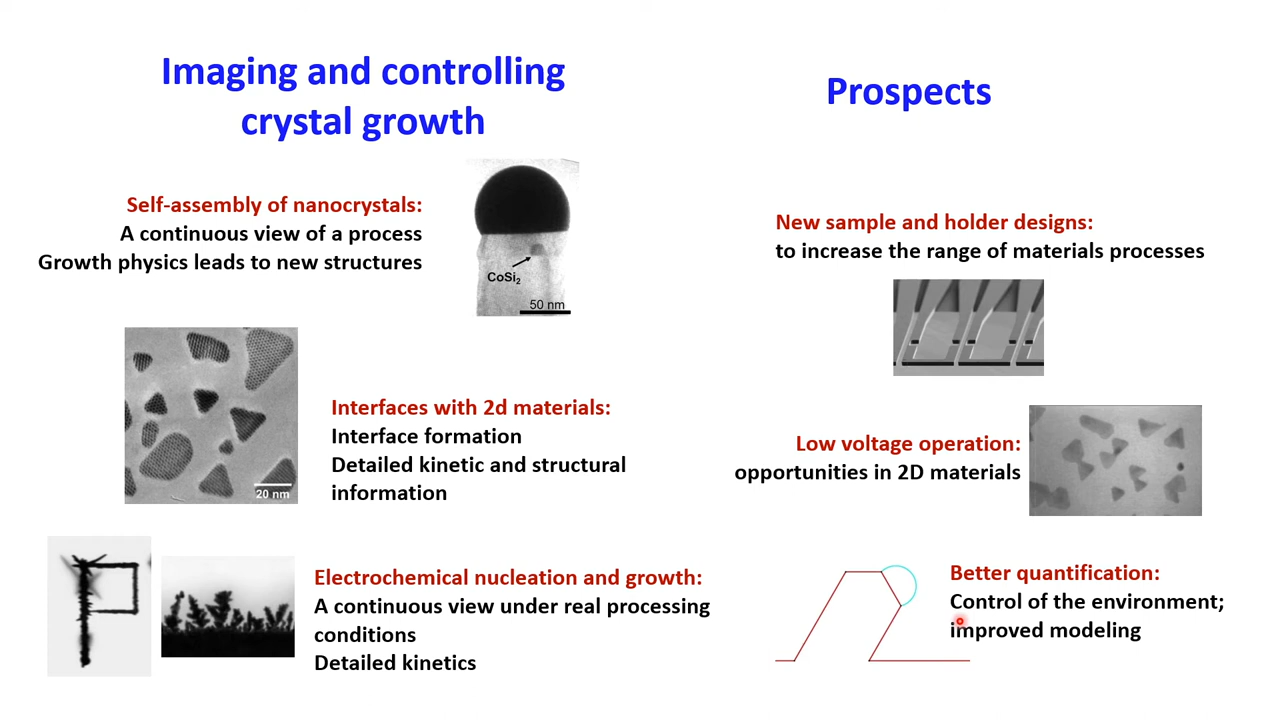 Imaging and controlling
crystal growth
Self-assembly of nanocrystals:
A continuous view of a process
Growth physics leads to new structures
CoSi₂
50 nm
20 nm
Interfaces with 2d materials:
Interface formation
Detailed kinetic and structural
information
Electrochemical nucleation and growth:
A continuous view under real processing
conditions
Detailed kinetics
Prospects
New sample and holder designs:
to increase the range of materials processes
Low voltage operation:
opportunities in 2D materials
Better quantification:
Control of the environment;
improved modeling